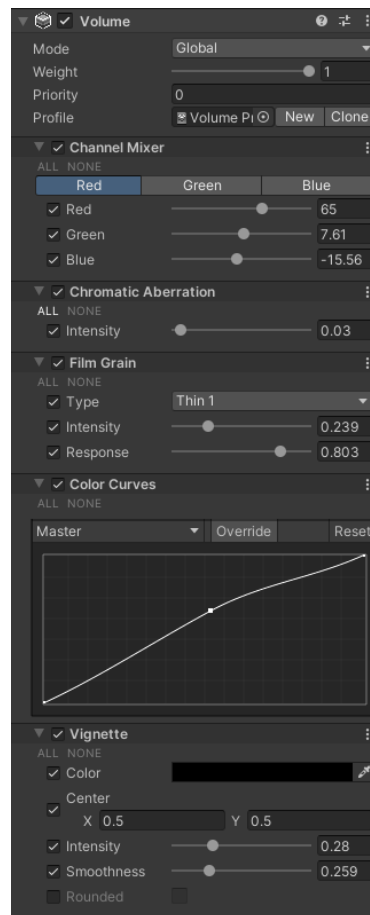 Volume
Mode Global
Weight 1
Priority 0
Profile Volume Pr New Clone
Channel Mixer
ALL NONE
Red Green Blue
Red 65
Green 7.61
Blue -15.56
Chromatic Aberration
ALL NONE
Intensity 0.03
Film Grain
ALL NONE
Type Thin 1
Intensity 0.239
Response 0.803
Color Curves
ALL NONE
Master Override Reset
Vignette
ALL NONE
Color
Center
X 0.5 Y 0.5
Intensity 0.28
Smoothness 0.259
Rounded